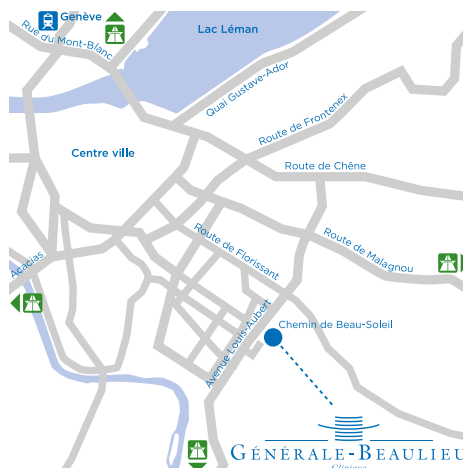 Genève
Rue du Mont-Blanc
Lac Léman
Quai Gustave-Ador
Route de Frontenex
Centre ville
Route de Chêne
Route de Florissant
Route de Malagnou
Acacias
Avenue Louis-Aubert
Chemin de Beau-Soleil
GÉNÉRALE-BEAULIEU
Clinique